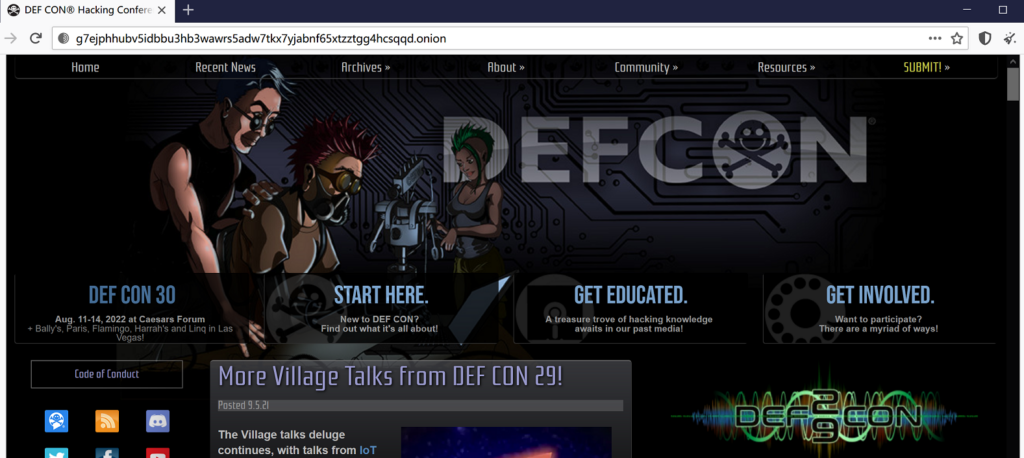 DEF CON® Hacking Confere
g7ejphhubv5idbbu3hb3wawrs5adw7tkx7yjabnf65xtzztgg4hcsqqd.onion
Home
Recent News
Archives »
About »
Community »
Resources »
SUBMIT! »
DEFCON
DEF CON 30
Aug. 11-14, 2022 at Caesars Forum
+ Bally's, Paris, Flamingo, Harrah's and Linq in Las
Vegas!
START HERE.
New to DEF CON?
Find out what it's all about!
GET EDUCATED.
A treasure trove of hacking knowledge
awaits in our past media!
GET INVOLVED.
Want to participate?
There are a myriad of ways!
Code of Conduct
More Village Talks from DEF CON 29!
Posted 9.5.21
The Village talks deluge
continues, with talks from IoT
DEF CON
29